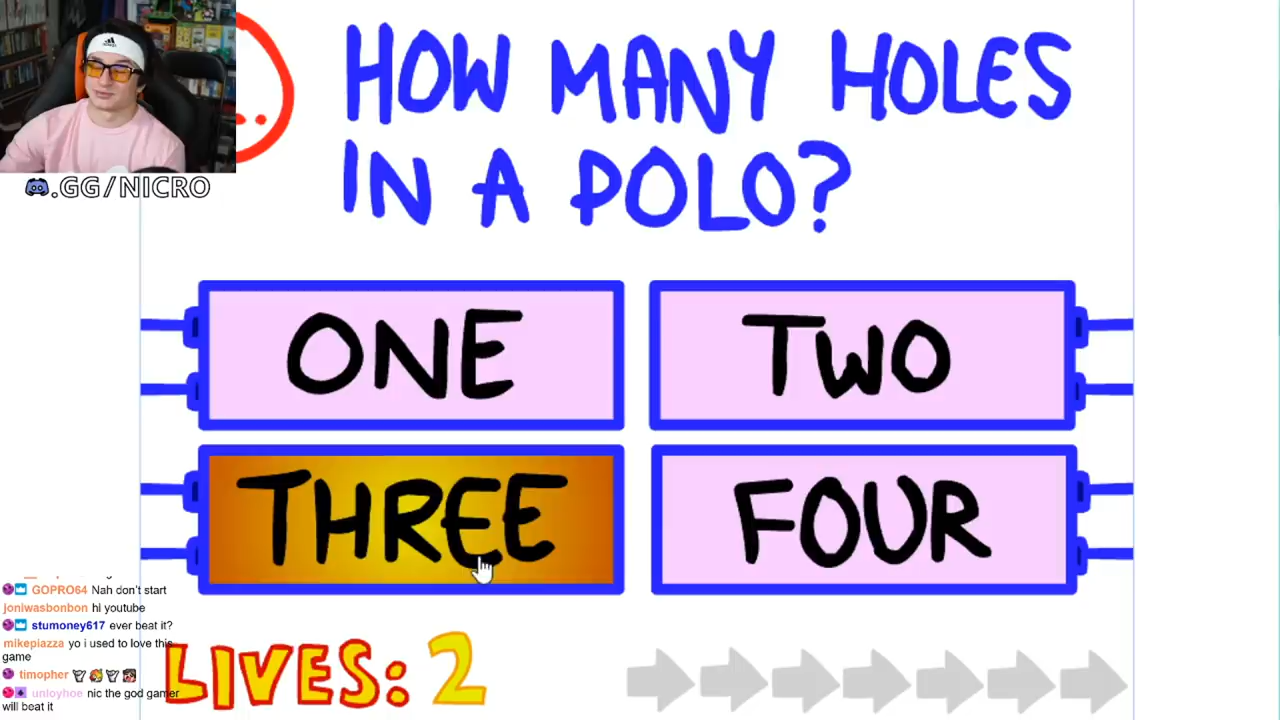 HOW MANY HOLES
IN A POLO?
.GG/NICRO
ONE
TWO
THREE
FOUR
GOPRO64 Nah don't start
joniwasbonbon hi youtube
stumoney617 ever beat it?
mikepiazza yo i used to love this
game
timopher
unloyhoe nic the god gamer
will beat it
LIVES: 2